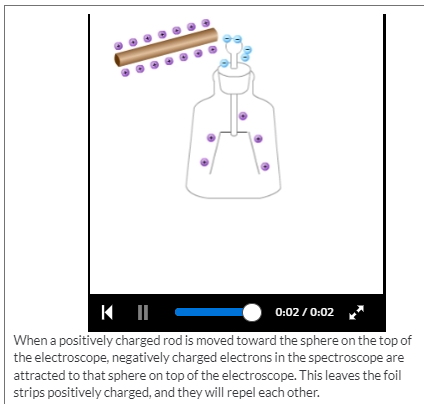 0:02 / 0:02
When a positively charged rod is moved toward the sphere on the top of
the electroscope, negatively charged electrons in the spectroscope are
attracted to that sphere on top of the electroscope. This leaves the foil
strips positively charged, and they will repel each other.